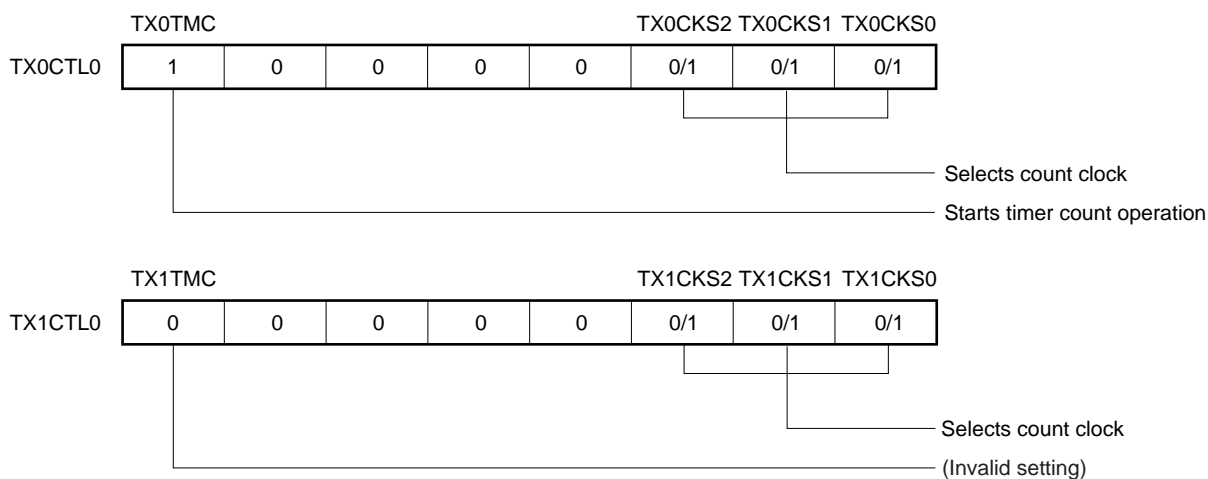 TX0TMC TX0CKS2 TX0CKS1 TX0CKS0
TX0CTL0 1 0 0 0 0 0/1 0/1 0/1
Selects count clock
Starts timer count operation
TX1TMC TX1CKS2 TX1CKS1 TX1CKS0
TX1CTL0 0 0 0 0 0 0/1 0/1 0/1
Selects count clock
(Invalid setting)